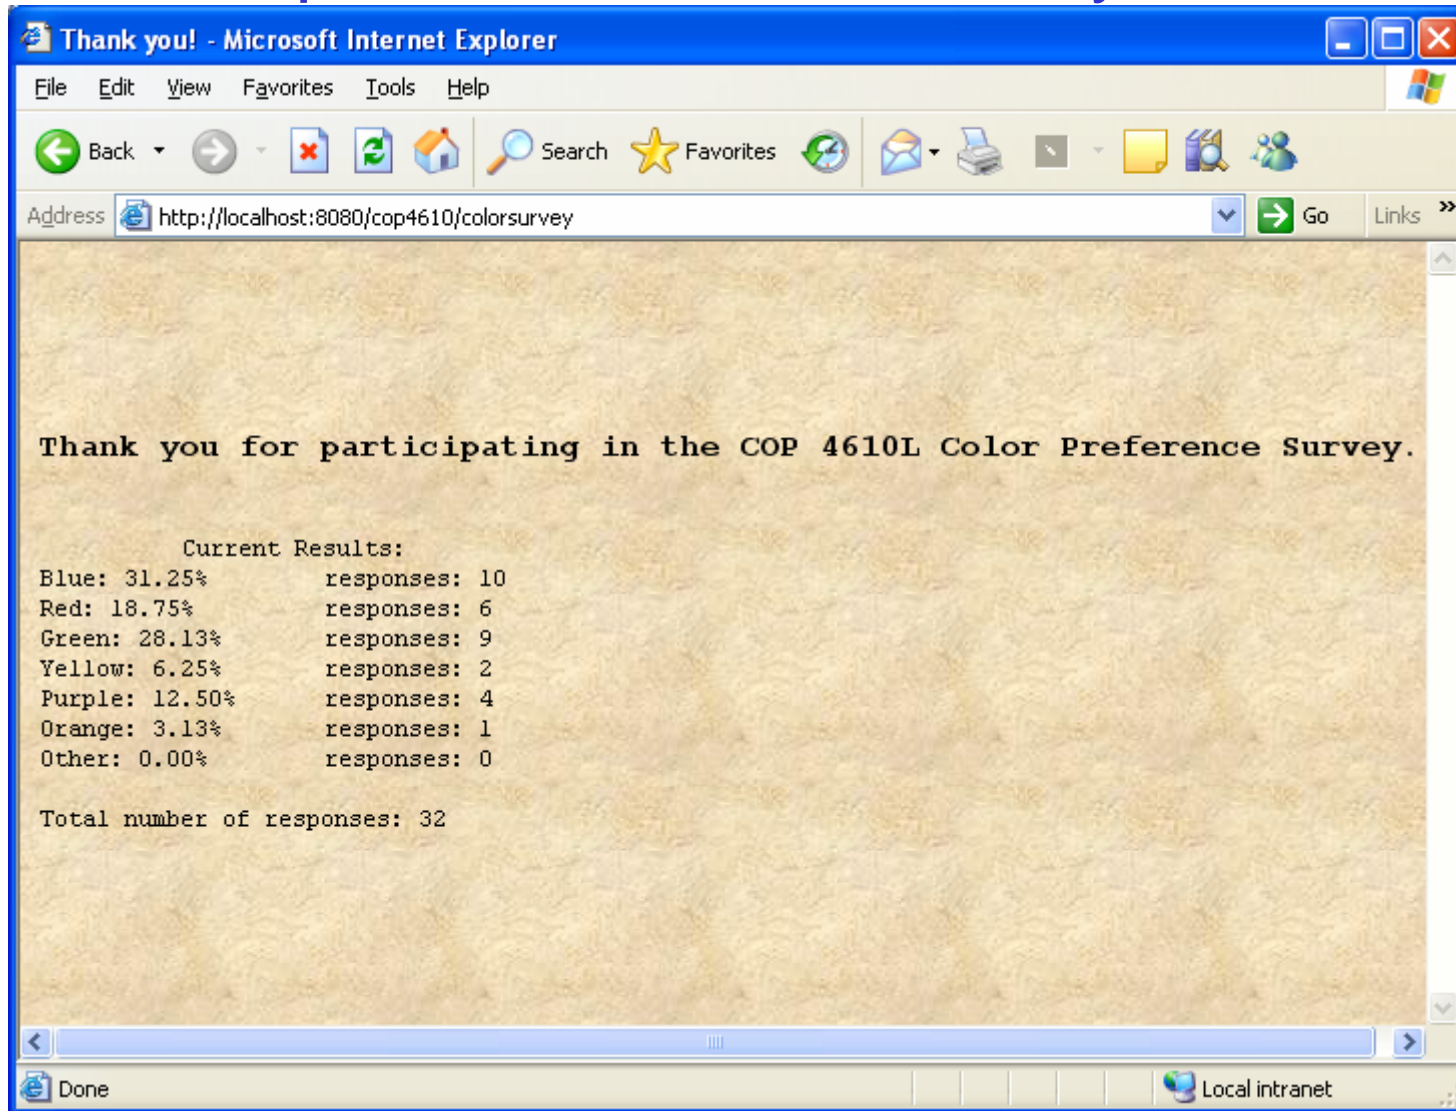 Thank you! - Microsoft Internet Explorer
File Edit View Favorites Tools Help
Back Search Favorites
Address http://localhost:8080/cop4610/colorsurvey Go Links »
Thank you for participating in the COP 4610L Color Preference Survey.
Current Results:
Blue: 31.25% responses: 10
Red: 18.75% responses: 6
Green: 28.13% responses: 9
Yellow: 6.25% responses: 2
Purple: 12.50% responses: 4
Orange: 3.13% responses: 1
Other: 0.00% responses: 0
Total number of responses: 32
Done Local intranet